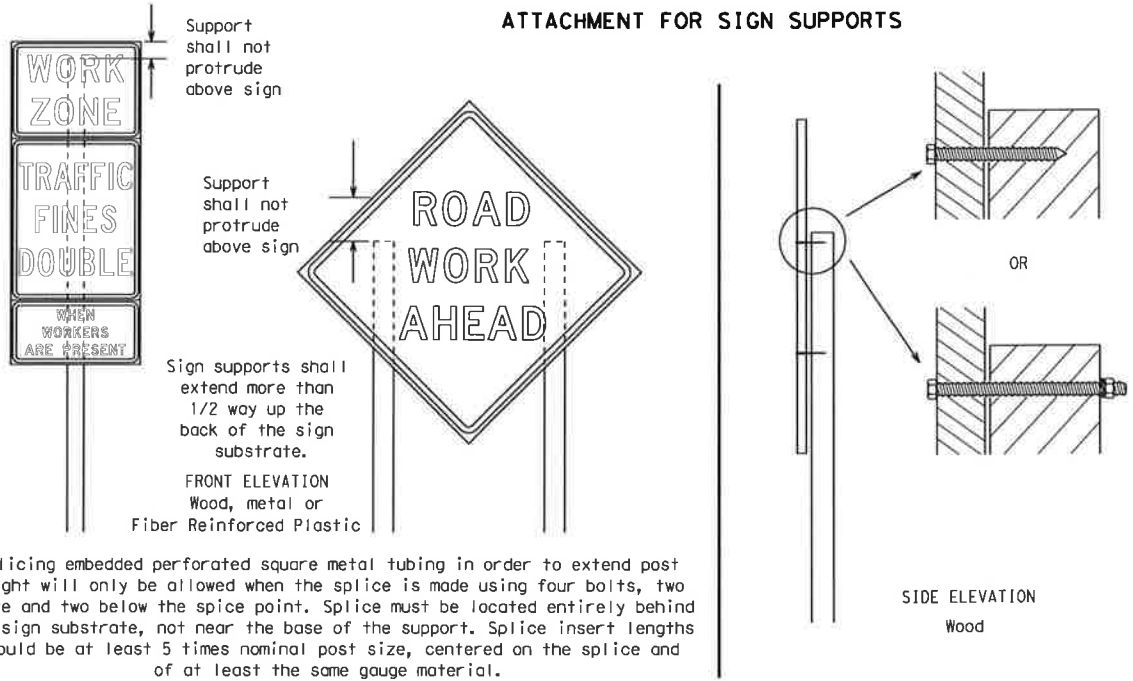 ATTACHMENT FOR SIGN SUPPORTS
Support
shall not
protrude
above sign
WORK
ZONE
TRAFFIC
FINES
DOUBLE
WHEN
WORKERS
ARE PRESENT
Support
shall not
protrude
above sign
ROAD
WORK
AHEAD
Sign supports shall
extend more than
1/2 way up the
back of the sign
substrate.
FRONT ELEVATION
Wood, metal or
Fiber Reinforced Plastic
OR
SIDE ELEVATION
Wood
licing embedded perforated square metal tubing in order to extend post
ght will only be allowed when the splice is made using four bolts, two
e and two below the spice point. Splice must be located entirely behind
sign substrate, not near the base of the support. Splice insert lengths
ould be at least 5 times nominal post size, centered on the splice and
of at least the same gauge material.